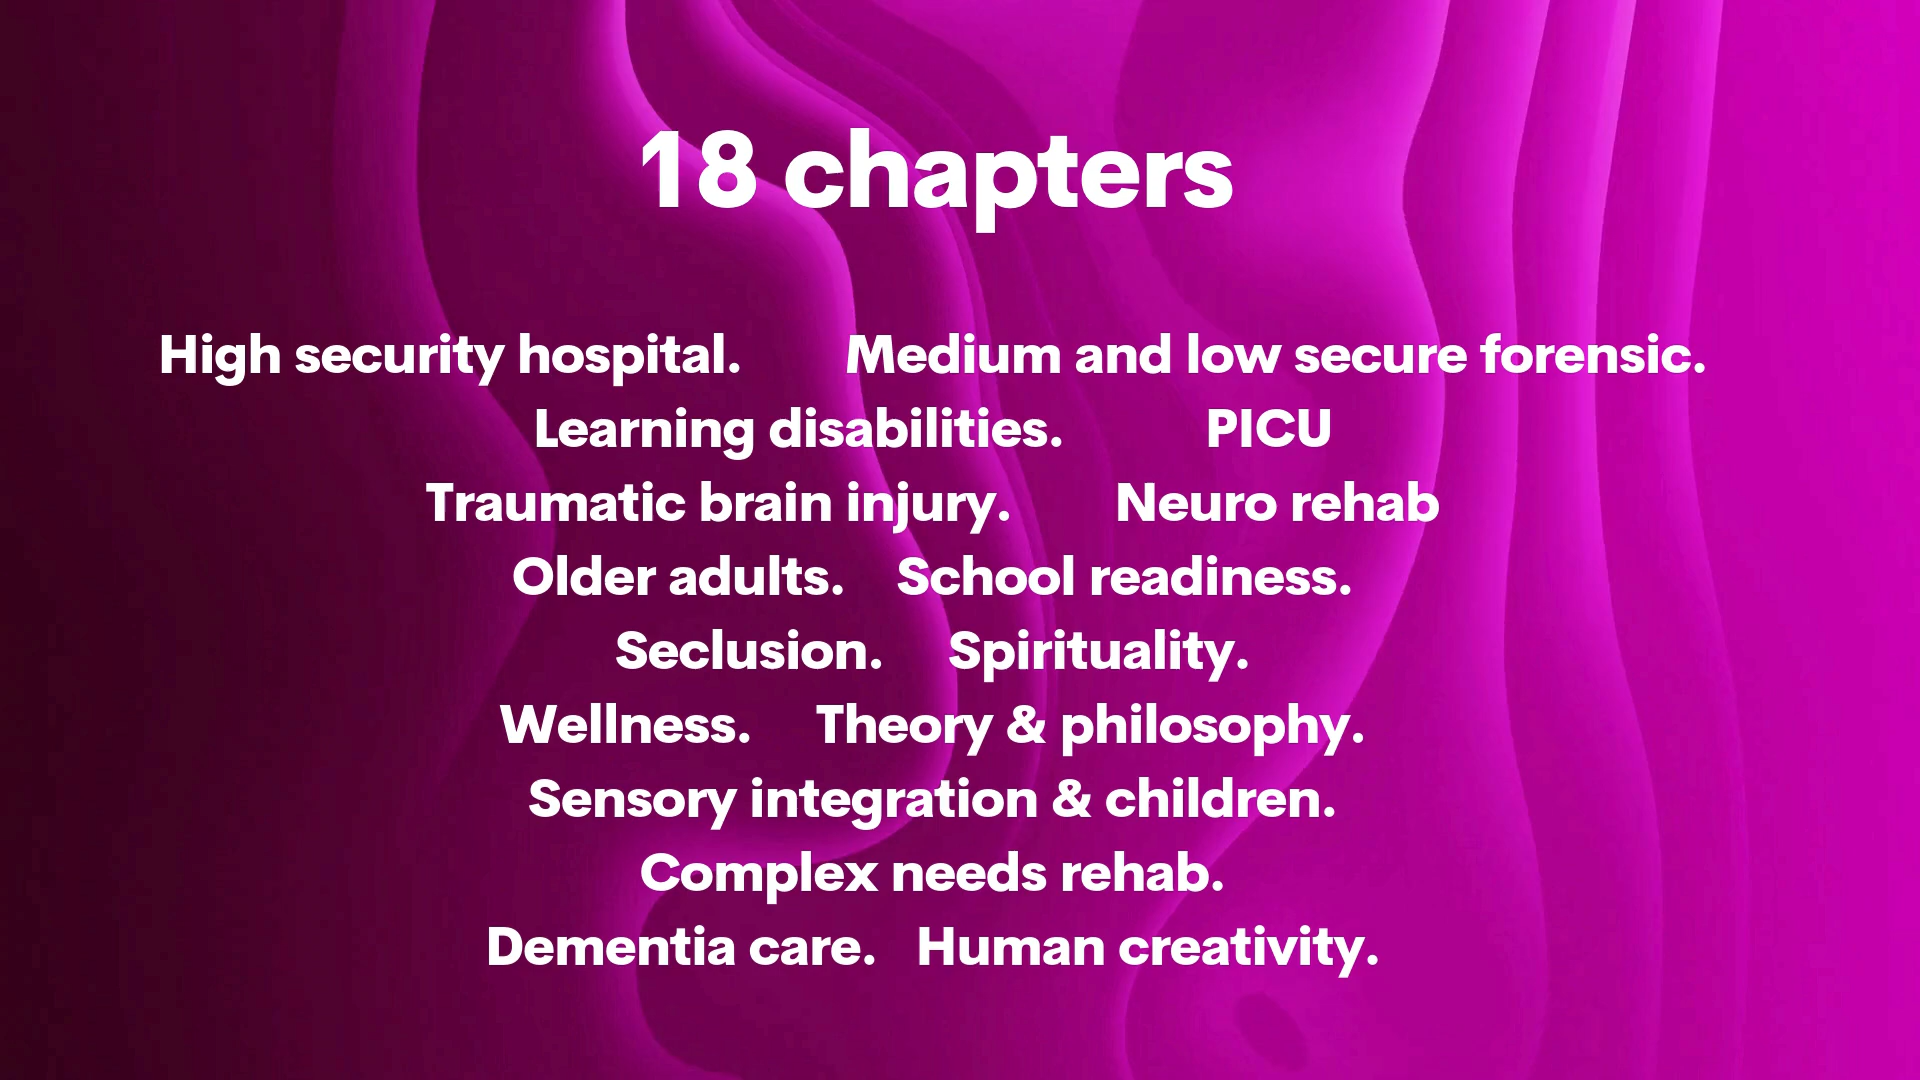 18 chapters
High security hospital. Medium and low secure forensic.
Learning disabilities. PICU
Traumatic brain injury. Neuro rehab
Older adults. School readiness.
Seclusion. Spirituality.
Wellness. Theory & philosophy.
Sensory integration & children.
Complex needs rehab.
Dementia care. Human creativity.